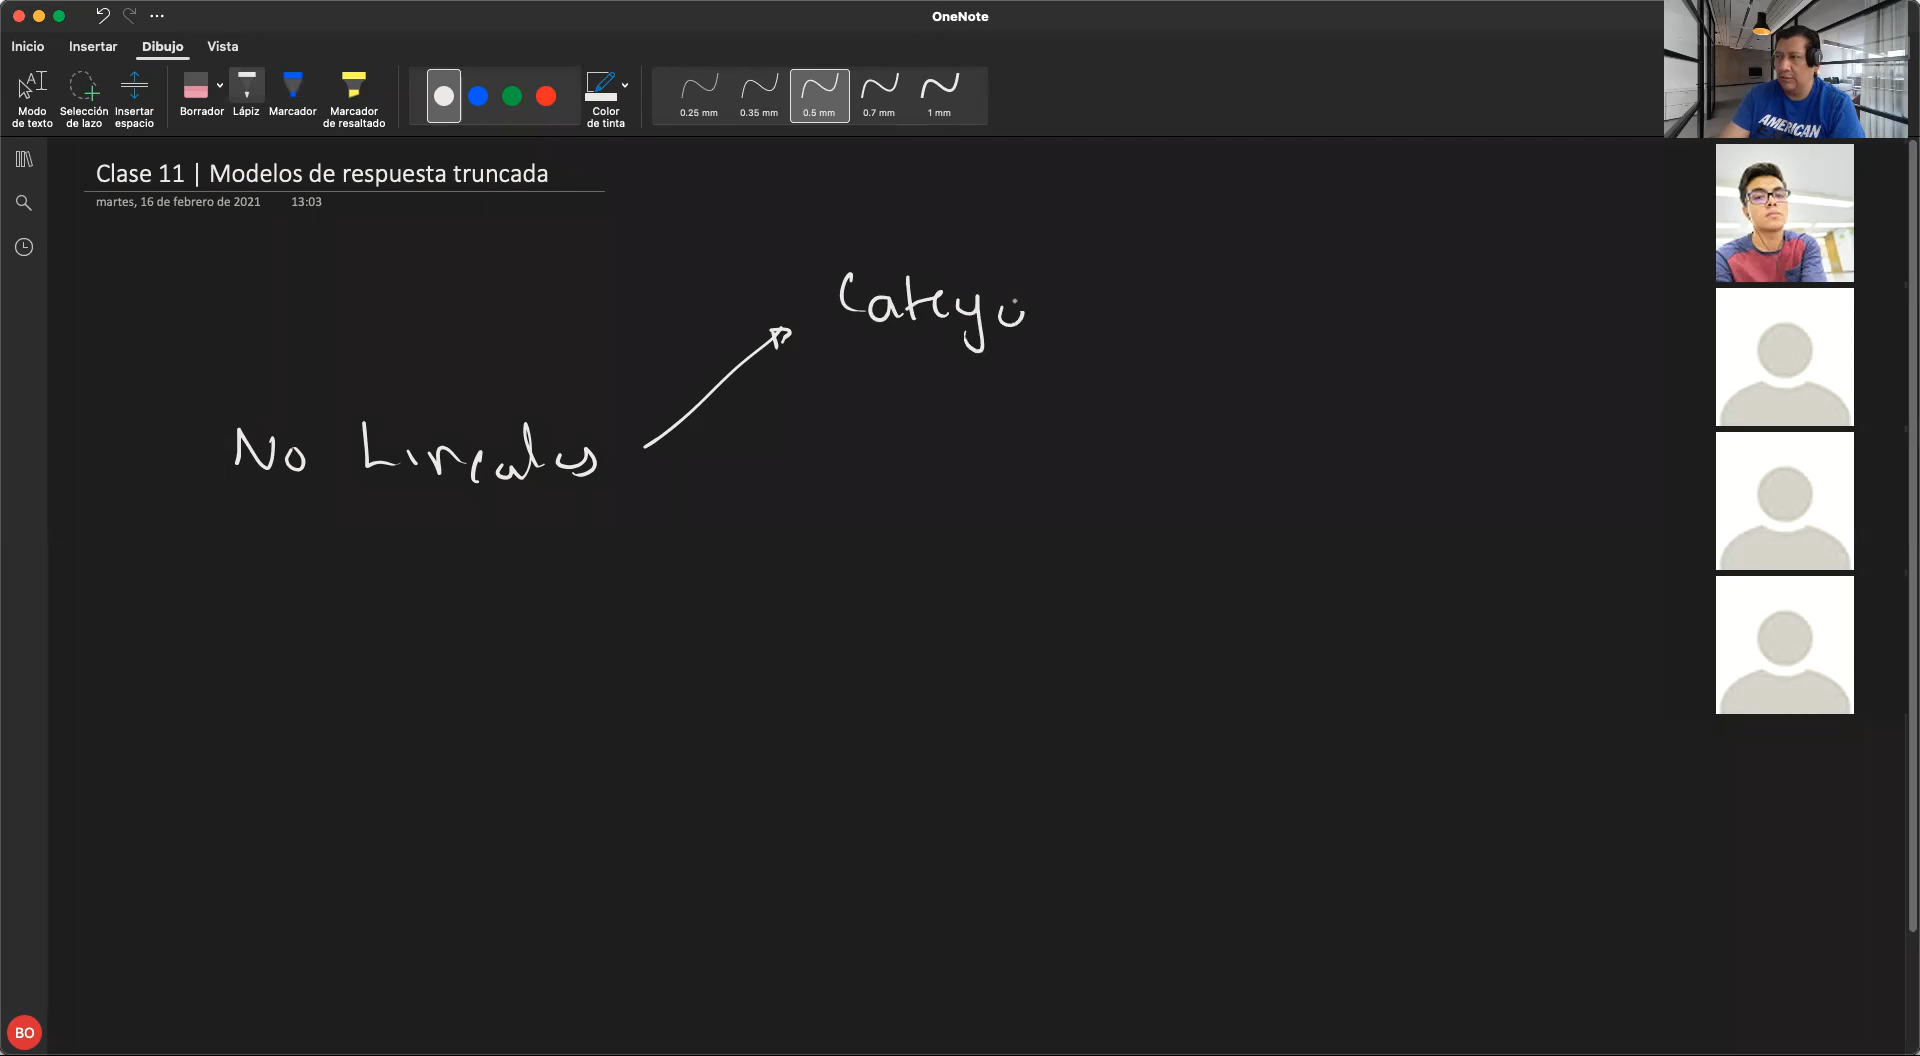 OneNote
Inicio Insertar Dibujo Vista
Modo de texto
Selección de lazo
Insertar espacio
Borrador
Lápiz
Marcador
Marcador de resaltado
Color de tinta
0.25 mm 0.35 mm 0.5 mm 0.7 mm 1 mm
AMERICAN
Clase 11 | Modelos de respuesta truncada
martes, 16 de febrero de 2021 13:03
Catego
No Lineales
BO